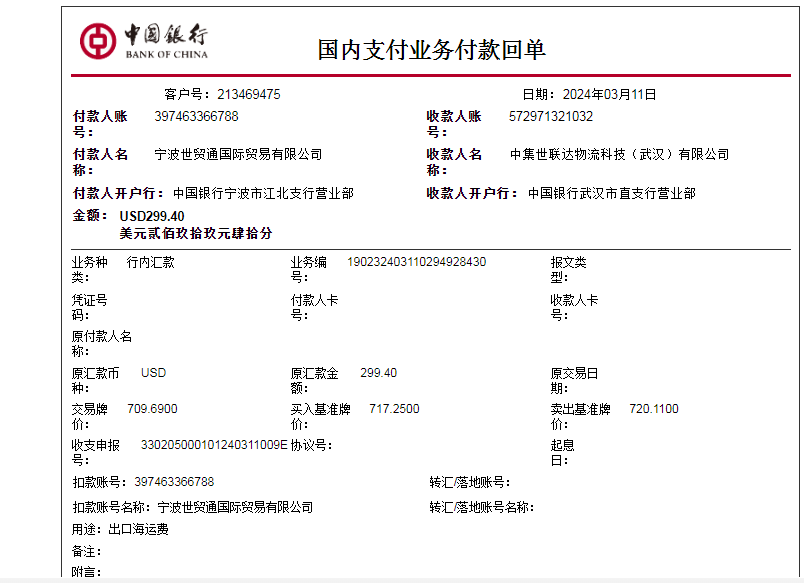 中国银行
BANK OF CHINA
国内支付业务付款回单
客户号：213469475 日期：2024年03月11日
付款人账号：397463366788 收款人账号：572971321032
付款人名称：宁波世贸通国际贸易有限公司 收款人名称：中集世联达物流科技（武汉）有限公司
付款人开户行：中国银行宁波市江北支行营业部 收款人开户行：中国银行武汉市直支行营业部
金额：USD299.40
美元贰佰玖拾玖元肆拾分
业务种类：行内汇款 业务编号：190232403110294928430 报文类型：
凭证号码： 付款人卡号： 收款人卡号：
原付款人名称：
原汇款币种：USD 原汇款金额：299.40 原交易日期：
交易牌价：709.6900 买入基准牌价：717.2500 卖出基准牌价：720.1100
收支申报号：330205000101240311009E 协议号： 起息日：
扣款账号：397463366788 转汇/落地账号：
扣款账号名称：宁波世贸通国际贸易有限公司 转汇/落地账号名称：
用途：出口海运费
备注：
附言：